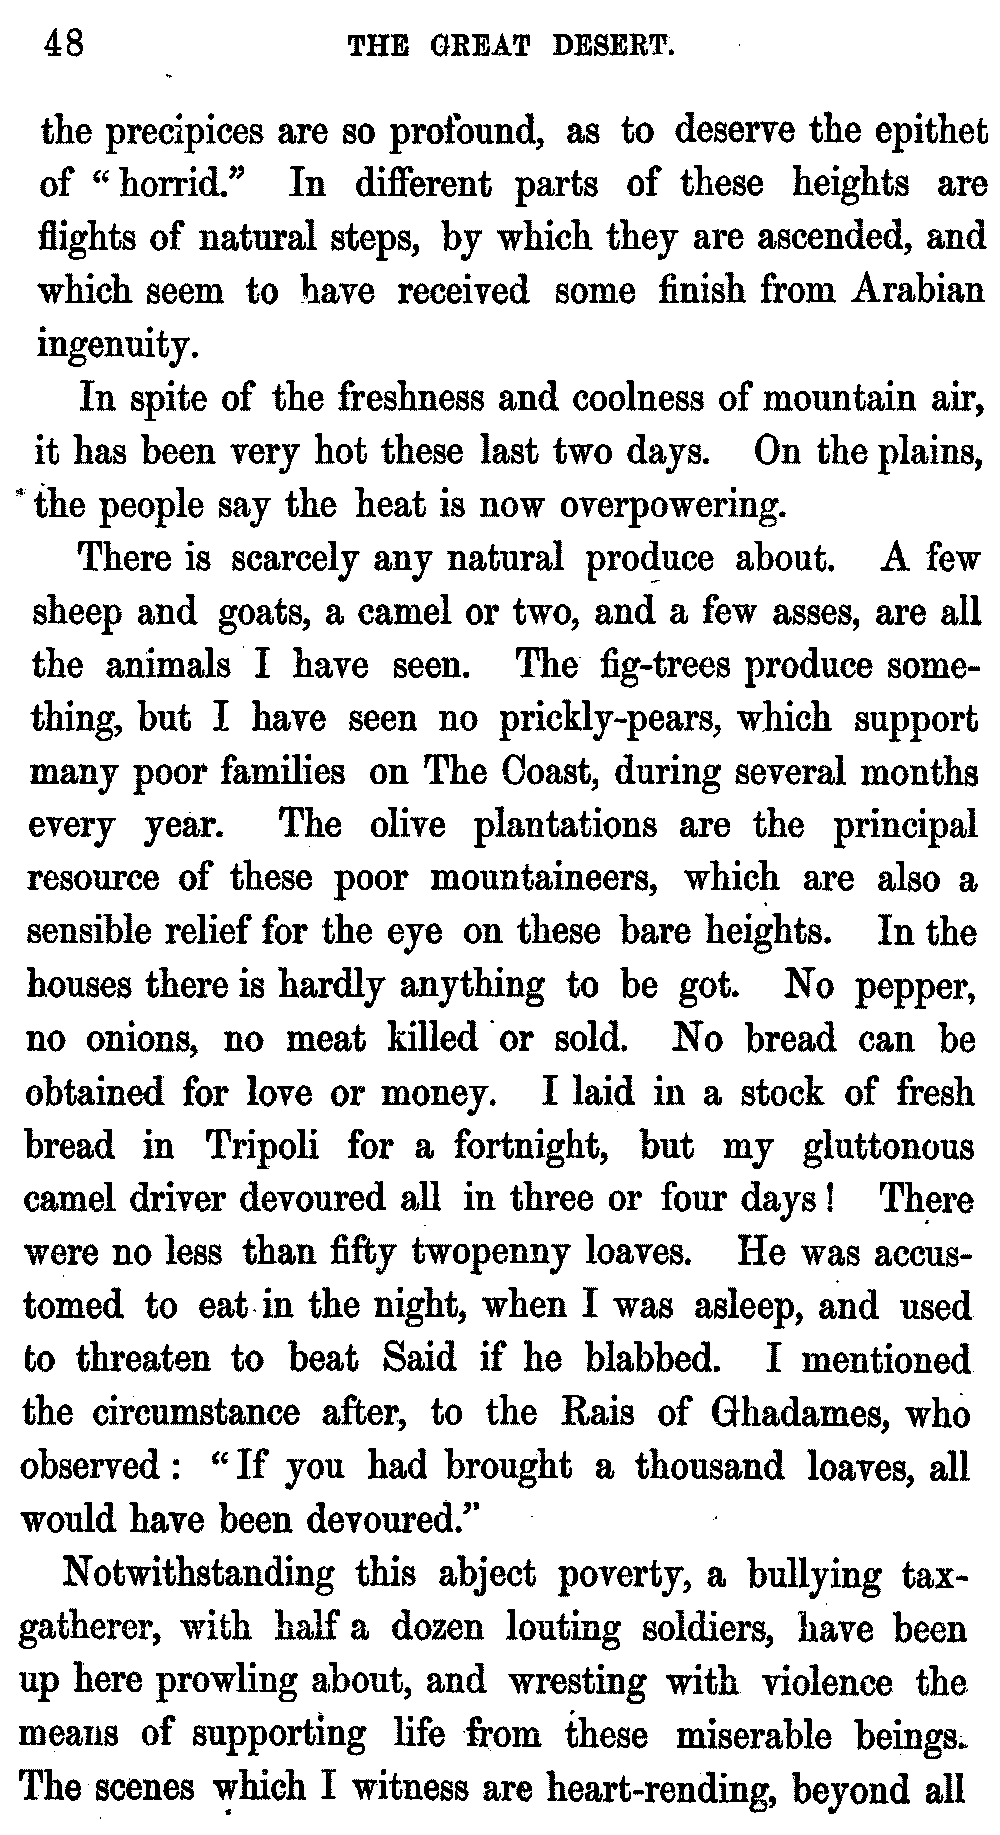 48 THE GREAT DESERT.
the precipices are so profound, as to deserve the epithet
of “horrid.” In different parts of these heights are
flights of natural steps, by which they are ascended, and
which seem to have received some finish from Arabian
ingenuity.
In spite of the freshness and coolness of mountain air,
it has been very hot these last two days. On the plains,
the people say the heat is now overpowering.
There is scarcely any natural produce about. A few
sheep and goats, a camel or two, and a few asses, are all
the animals I have seen. The fig-trees produce some-
thing, but I have seen no prickly-pears, which support
many poor families on The Coast, during several months
every year. The olive plantations are the principal
resource of these poor mountaineers, which are also a
sensible relief for the eye on these bare heights. In the
houses there is hardly anything to be got. No pepper,
no onions, no meat killed or sold. No bread can be
obtained for love or money. I laid in a stock of fresh
bread in Tripoli for a fortnight, but my gluttonous
camel driver devoured all in three or four days! There
were no less than fifty twopenny loaves. He was accus-
tomed to eat in the night, when I was asleep, and used
to threaten to beat Said if he blabbed. I mentioned
the circumstance after, to the Rais of Ghadames, who
observed: “If you had brought a thousand loaves, all
would have been devoured.”
Notwithstanding this abject poverty, a bullying tax-
gatherer, with half a dozen louting soldiers, have been
up here prowling about, and wresting with violence the
means of supporting life from these miserable beings.
The scenes which I witness are heart-rending, beyond all